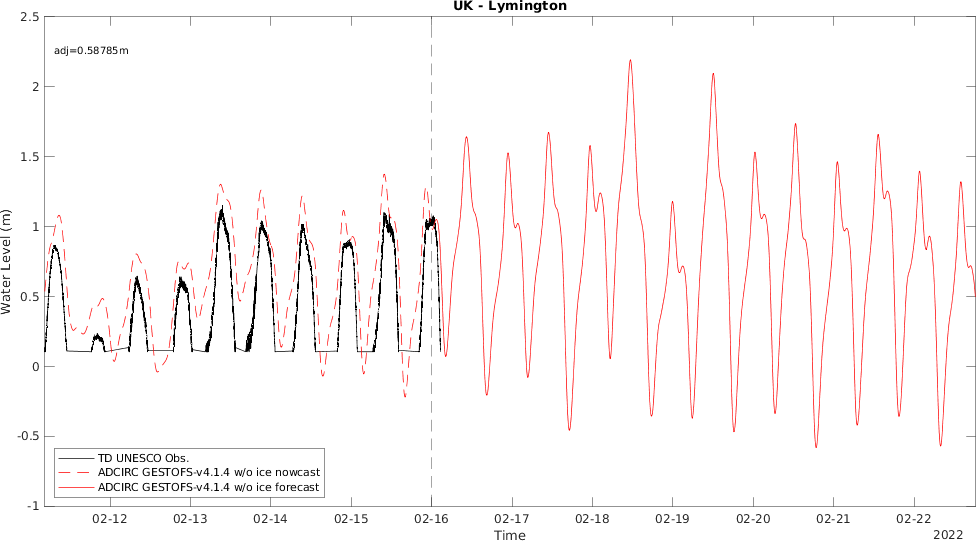 UK - Lymington
adj=0.58785m
2.5
2
1.5
1
0.5
0
-0.5
-1
Water Level (m)
TD UNESCO Obs.
ADCIRC GESTOFS-v4.1.4 w/o ice nowcast
ADCIRC GESTOFS-v4.1.4 w/o ice forecast
02-12 02-13 02-14 02-15 02-16 02-17 02-18 02-19 02-20 02-21 02-22
Time
2022